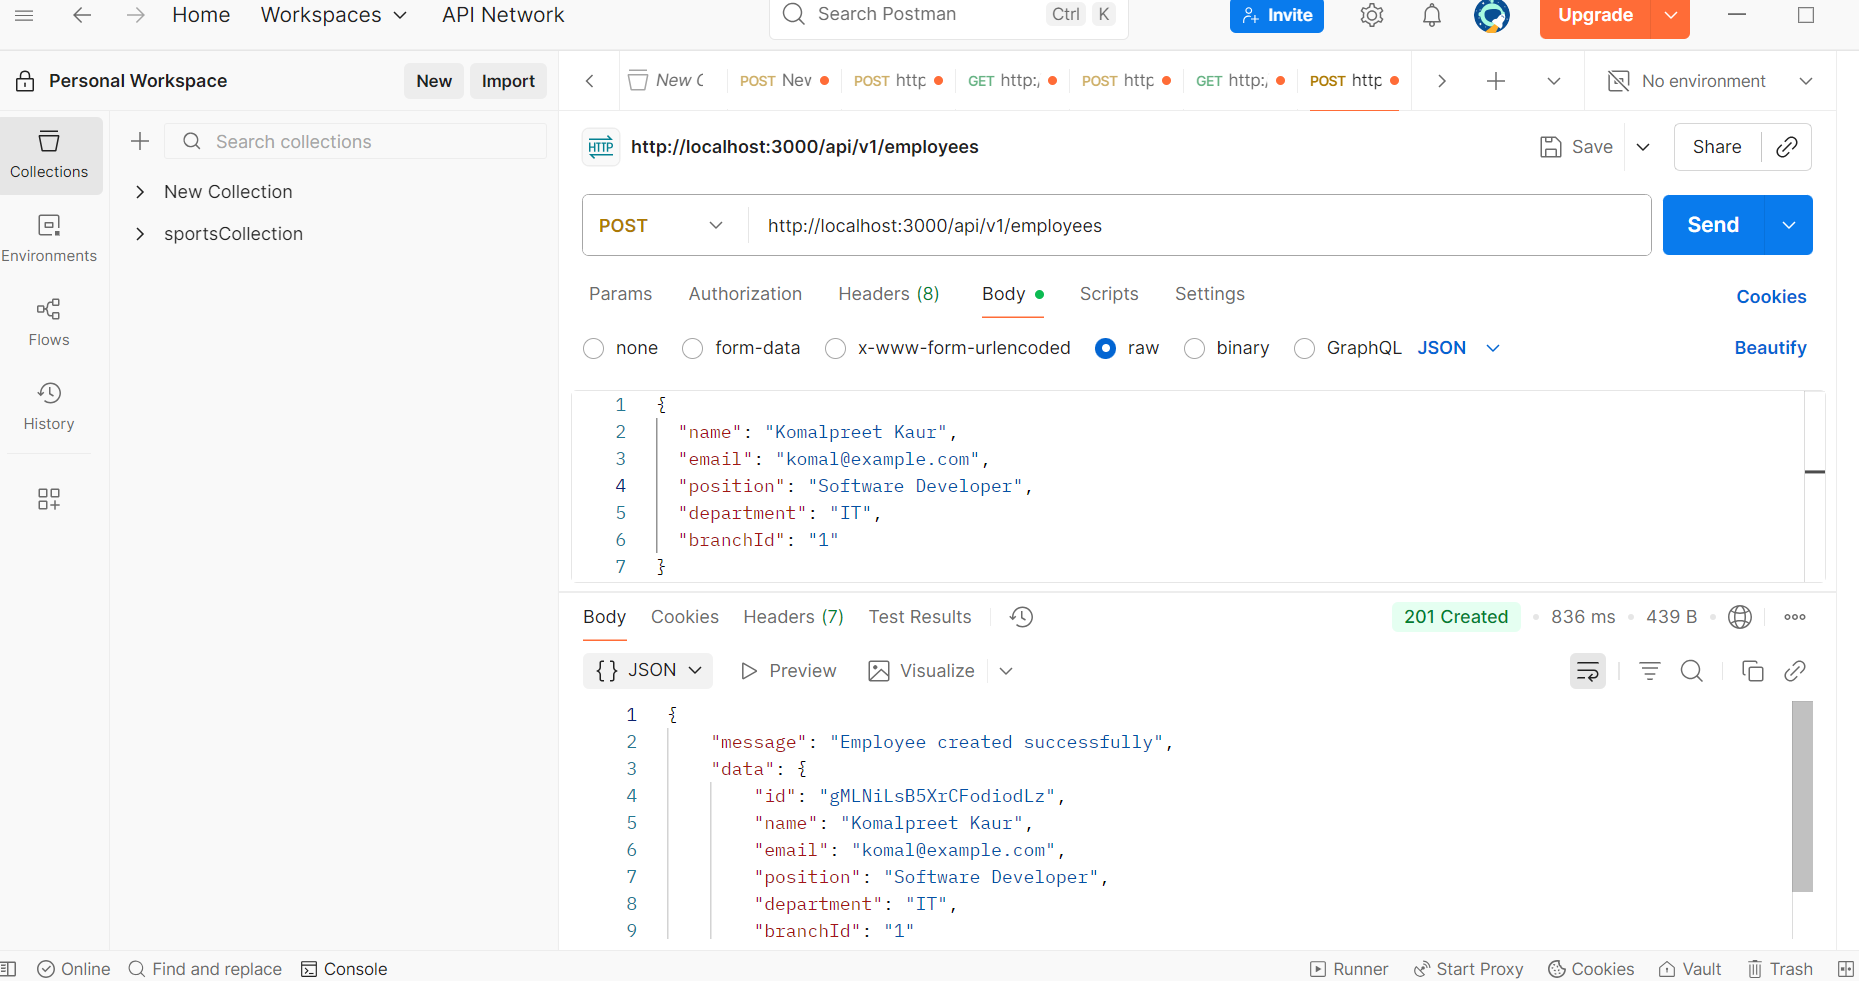 Home Workspaces API Network Search Postman Ctrl K Invite Upgrade
Personal Workspace New Import New C POST New POST http GET http:/ POST http GET http:/ POST http No environment
Search collections
Collections
New Collection
sportsCollection
Environments
Flows
History
HTTP http://localhost:3000/api/v1/employees Save Share
POST http://localhost:3000/api/v1/employees Send
Params Authorization Headers (8) Body Scripts Settings Cookies
none form-data x-www-form-urlencoded raw binary GraphQL JSON Beautify
1 {
2 "name": "Komalpreet Kaur",
3 "email": "komal@example.com",
4 "position": "Software Developer",
5 "department": "IT",
6 "branchId": "1"
7 }
Body Cookies Headers (7) Test Results 201 Created 836 ms 439 B
{} JSON Preview Visualize
1 {
2 "message": "Employee created successfully",
3 "data": {
4 "id": "gMLNiLsB5XrCFodiodLz",
5 "name": "Komalpreet Kaur",
6 "email": "komal@example.com",
7 "position": "Software Developer",
8 "department": "IT",
9 "branchId": "1"
Online Find and replace Console Runner Start Proxy Cookies Vault Trash